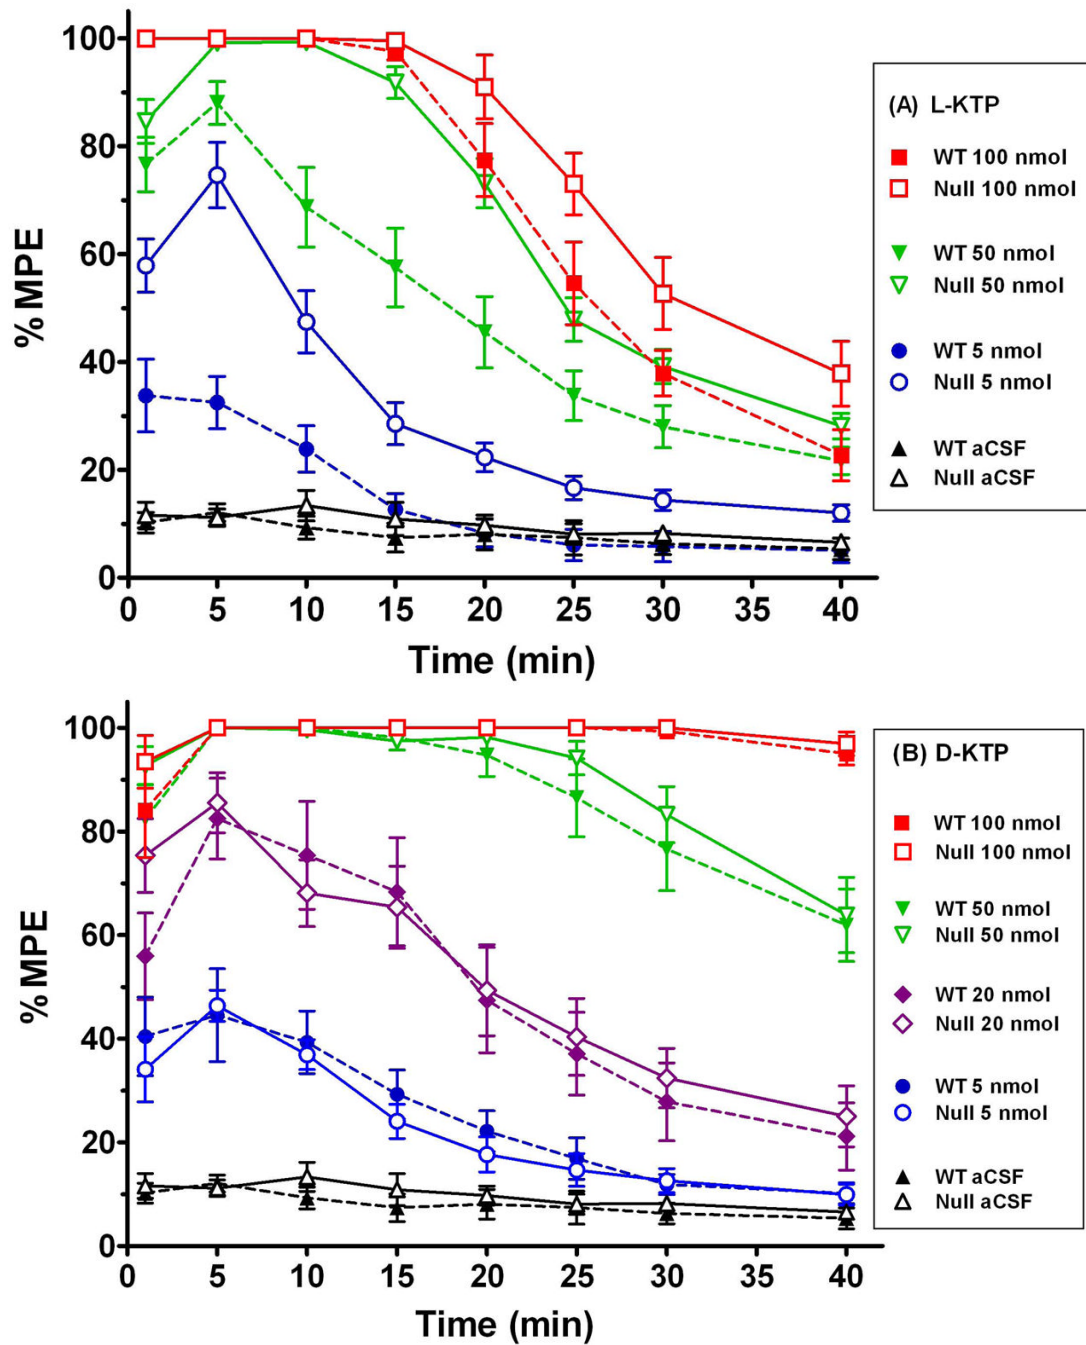 100
80
60
40
20
0
%MPE
0 5 10 15 20 25 30 35 40
Time (min)
(A) L-KTP
WT 100 nmol
Null 100 nmol
WT 50 nmol
Null 50 nmol
WT 5 nmol
Null 5 nmol
WT aCSF
Null aCSF
100
80
60
40
20
0
%MPE
0 5 10 15 20 25 30 35 40
Time (min)
(B) D-KTP
WT 100 nmol
Null 100 nmol
WT 50 nmol
Null 50 nmol
WT 20 nmol
Null 20 nmol
WT 5 nmol
Null 5 nmol
WT aCSF
Null aCSF